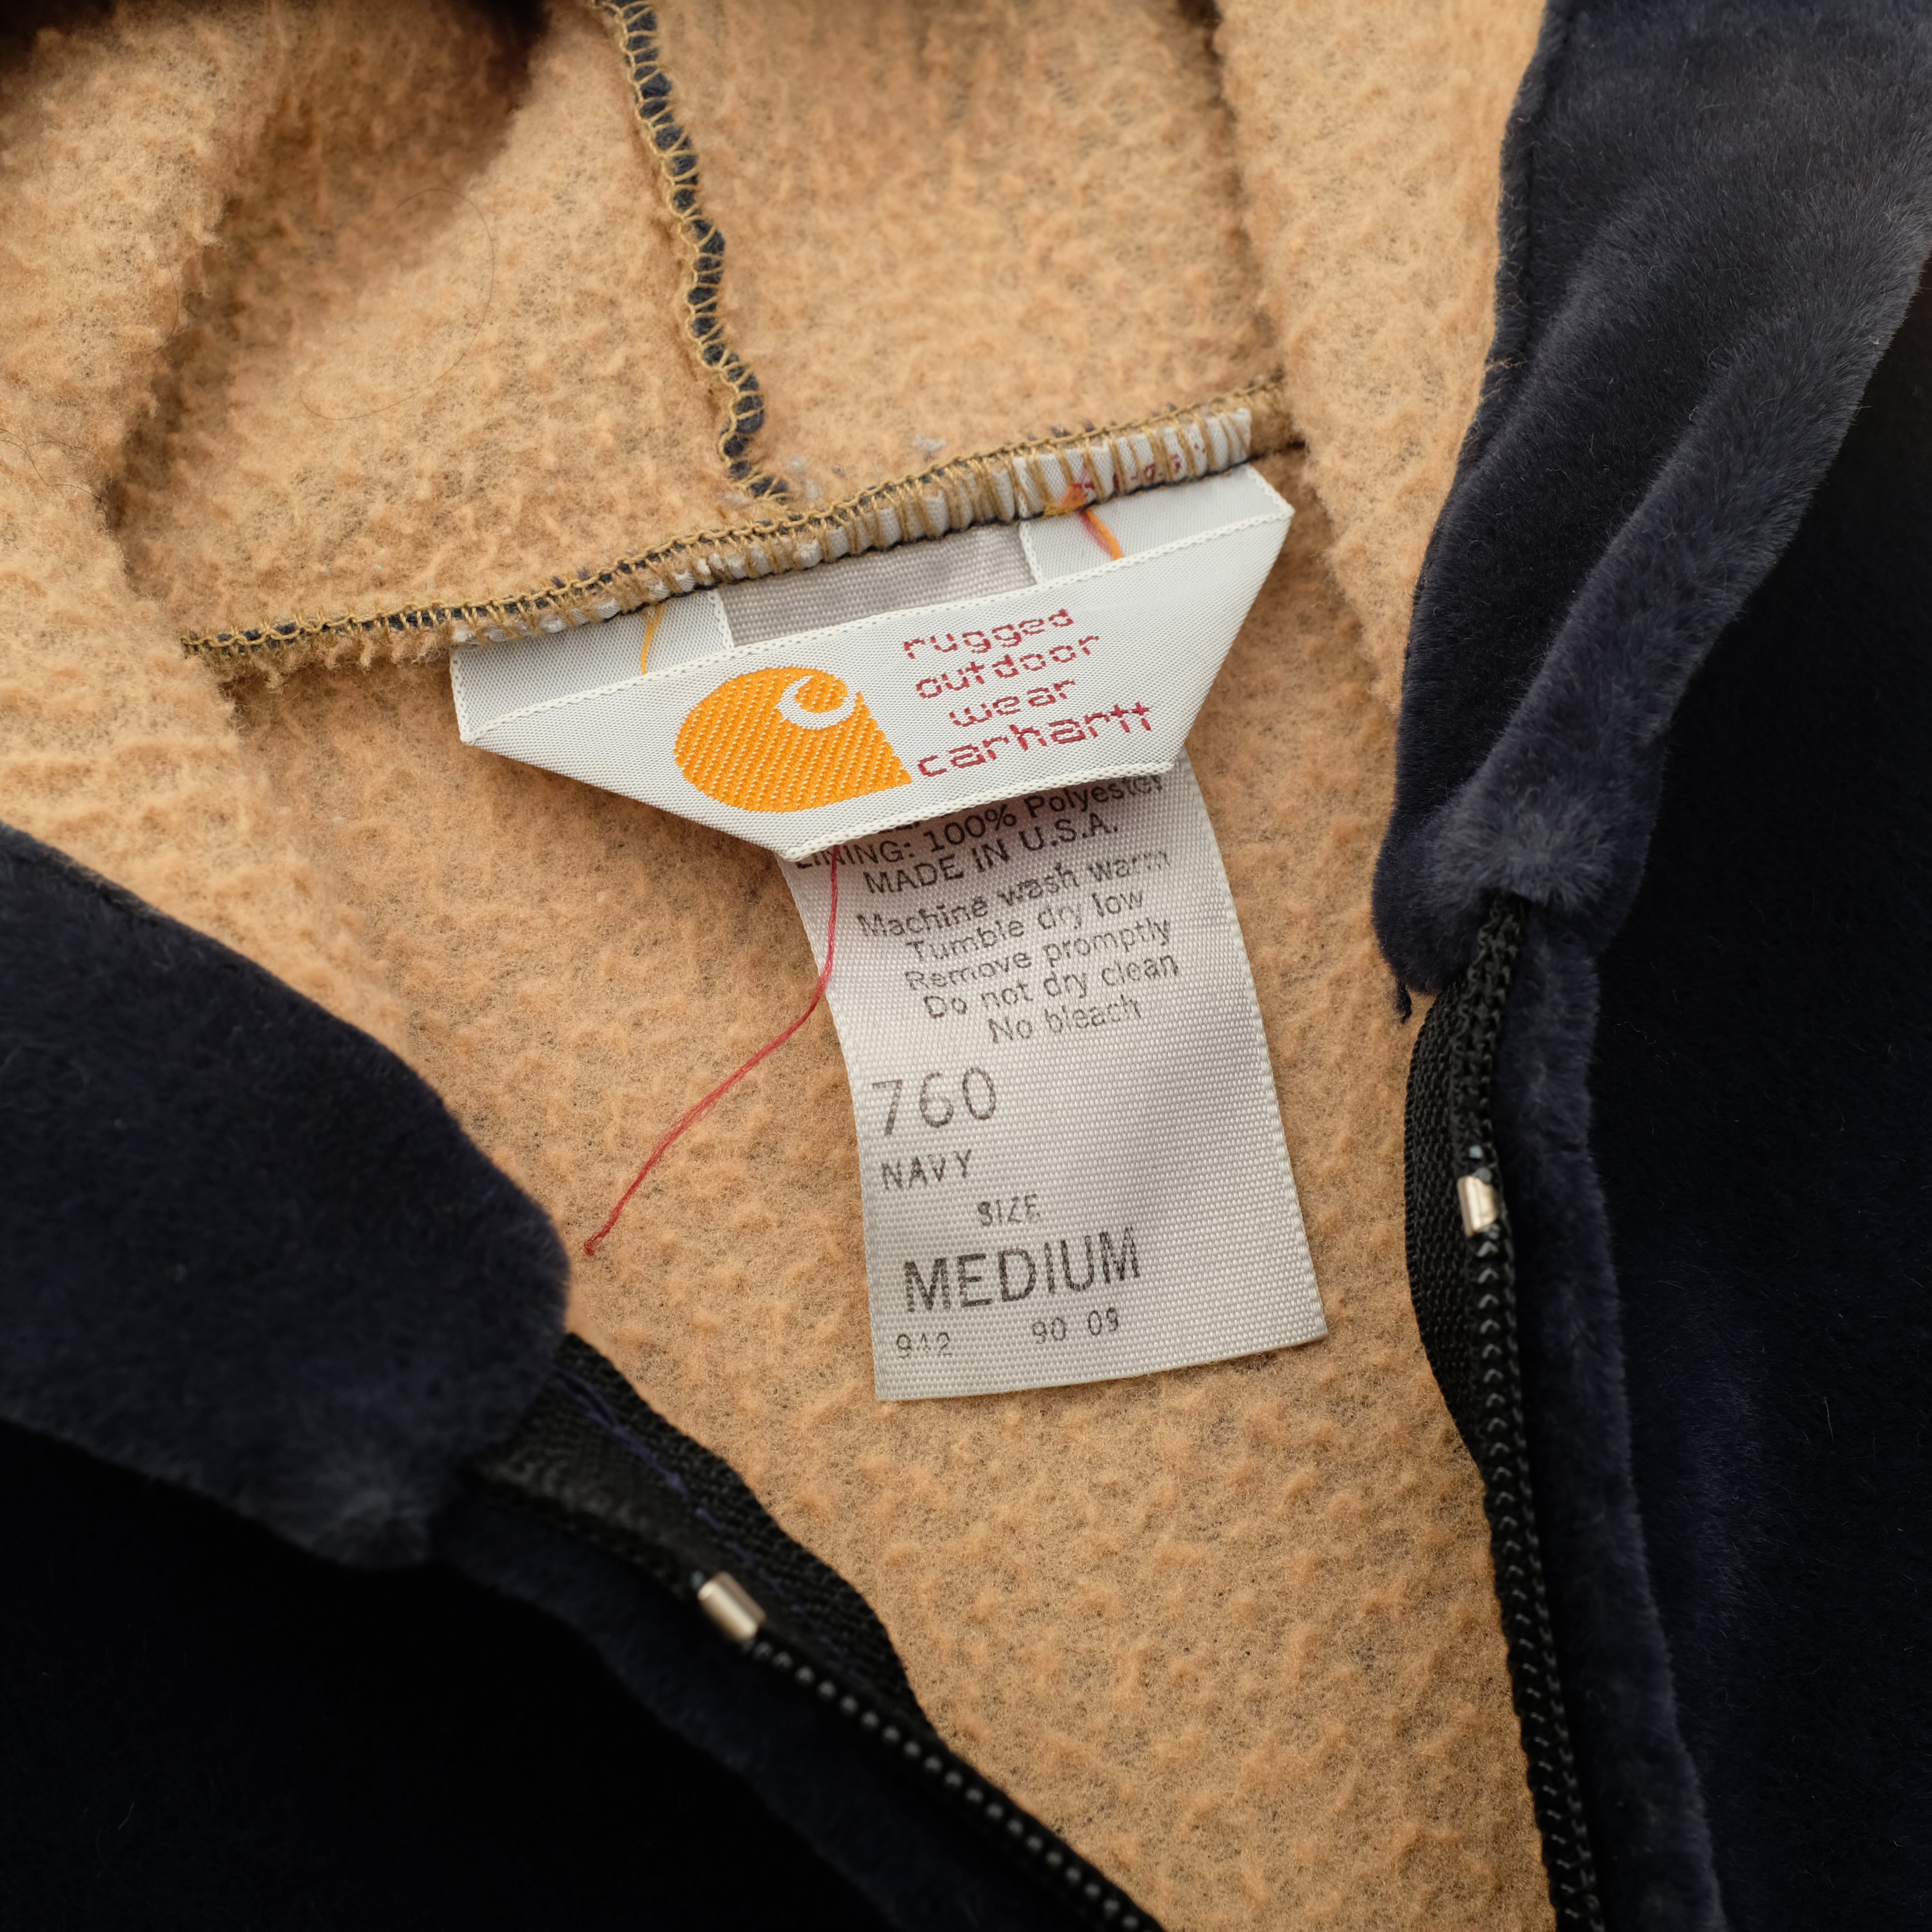 rugged
outdoor
wear
carhartt
100% Polyester
LINING: 100% Polyester
MADE IN U.S.A.
Machine wash warm
Tumble dry low
Remove promptly
Do not dry clean
No bleach
760
NAVY
SIZE
MEDIUM
942 90 09